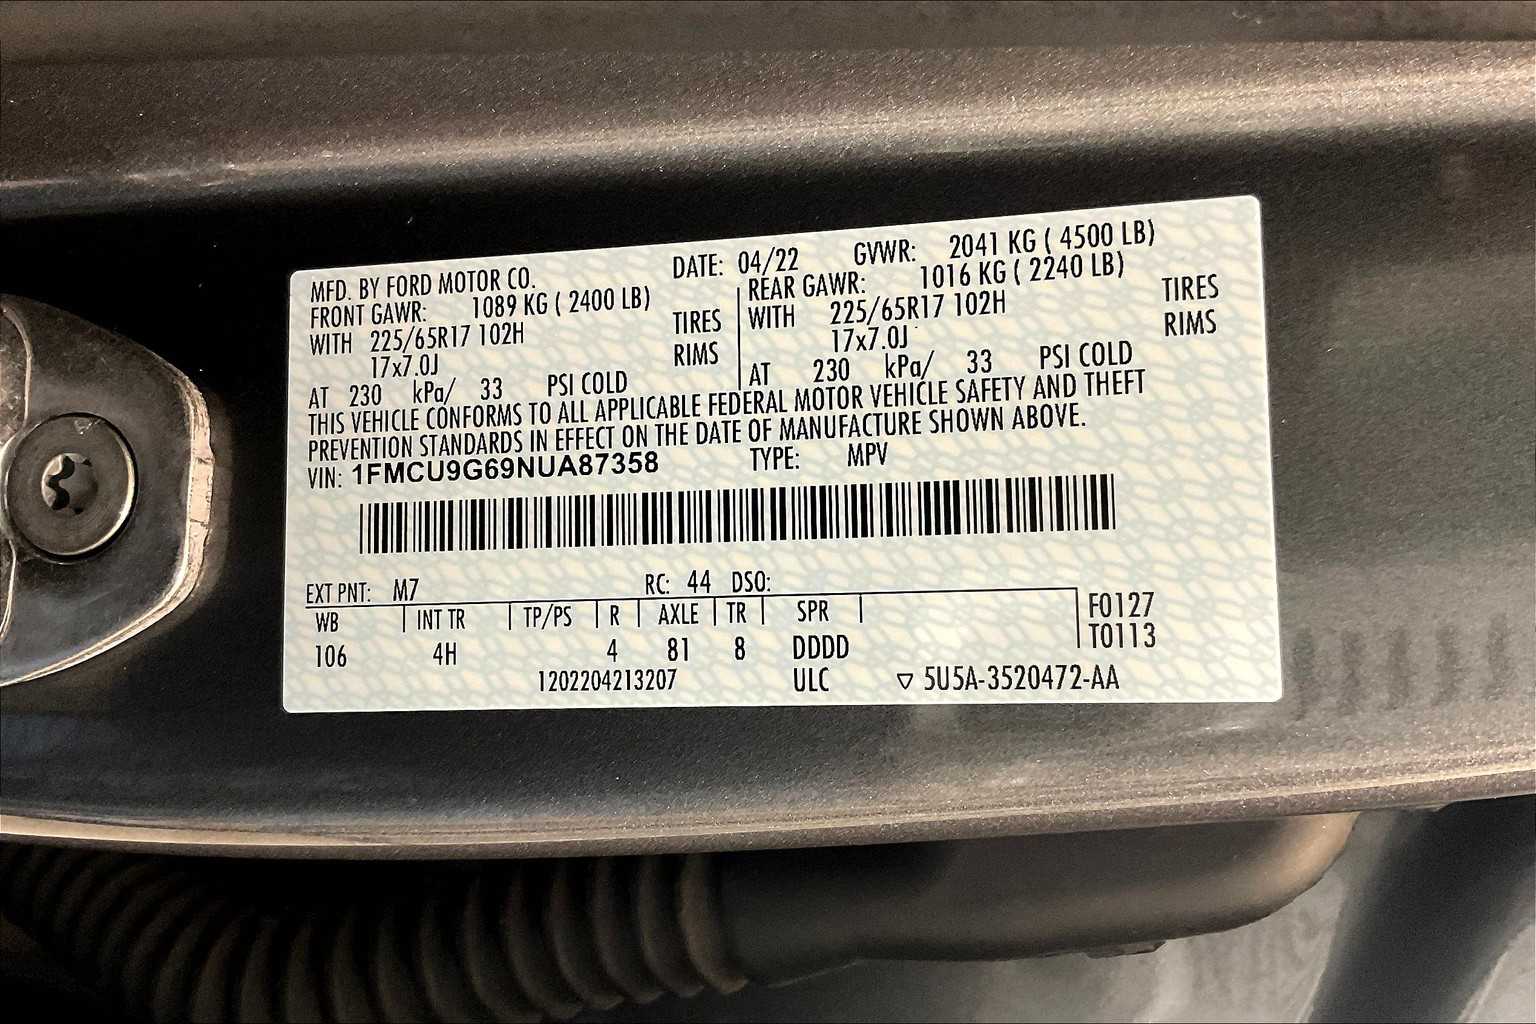 MFD. BY FORD MOTOR CO. DATE: 04/22 GVWR: 2041 KG ( 4500 LB)
FRONT GAWR: 1089 KG ( 2400 LB) REAR GAWR: 1016 KG ( 2240 LB)
WITH 225/65R17 102H TIRES WITH 225/65R17 102H TIRES
17x7.0J RIMS 17x7.0J RIMS
AT 230 kPa/ 33 PSI COLD AT 230 kPa/ 33 PSI COLD
THIS VEHICLE CONFORMS TO ALL APPLICABLE FEDERAL MOTOR VEHICLE SAFETY AND THEFT
PREVENTION STANDARDS IN EFFECT ON THE DATE OF MANUFACTURE SHOWN ABOVE.
VIN: 1FMCU9G69NUA87358 TYPE: MPV
EXT PNT: M7 RC: 44 DSO:
WB INT TR TP/PS R AXLE TR SPR F0127
106 4H 4 81 8 DDDD T0113
1202204213207 ULC ▽ 5U5A-3520472-AA